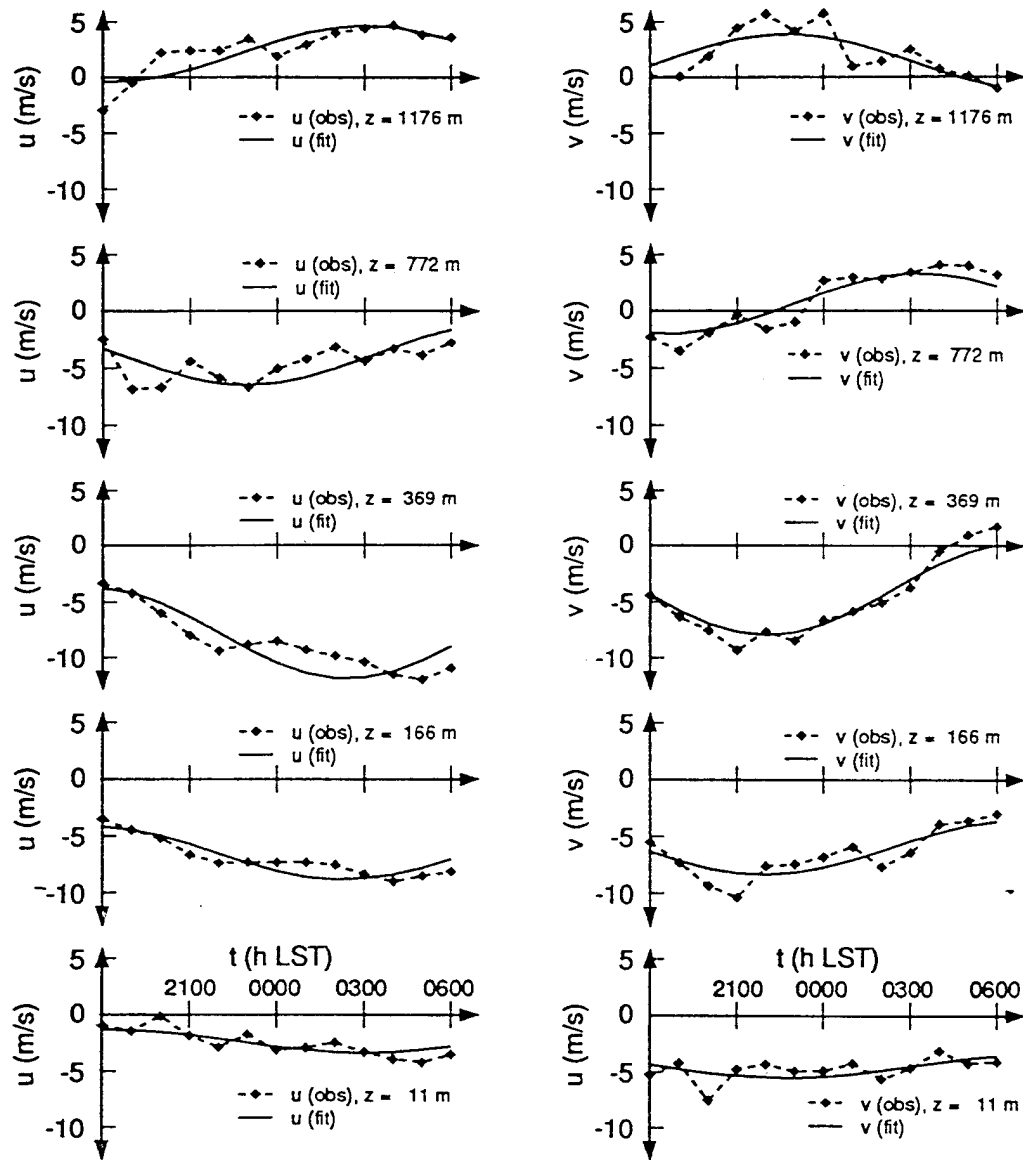 5
0
-5
-10
u (m/s)
u (obs), z = 1176 m
u (fit)
5
0
-5
-10
v (m/s)
v (obs), z = 1176 m
v (fit)
5
0
-5
-10
u (m/s)
u (obs), z = 772 m
u (fit)
5
0
-5
-10
v (m/s)
v (obs), z = 772 m
v (fit)
5
0
-5
-10
u (m/s)
u (obs), z = 369 m
u (fit)
5
0
-5
-10
v (m/s)
v (obs), z = 369 m
v (fit)
5
0
-5
-10
u (m/s)
u (obs), z = 166 m
u (fit)
5
0
-5
-10
v (m/s)
v (obs), z = 166 m
v (fit)
t (h LST)
2100 0000 0300 0600
5
0
-5
-10
u (m/s)
u (obs), z = 11 m
u (fit)
t (h LST)
2100 0000 0300 0600
5
0
-5
-10
u (m/s)
v (obs), z = 11 m
v (fit)